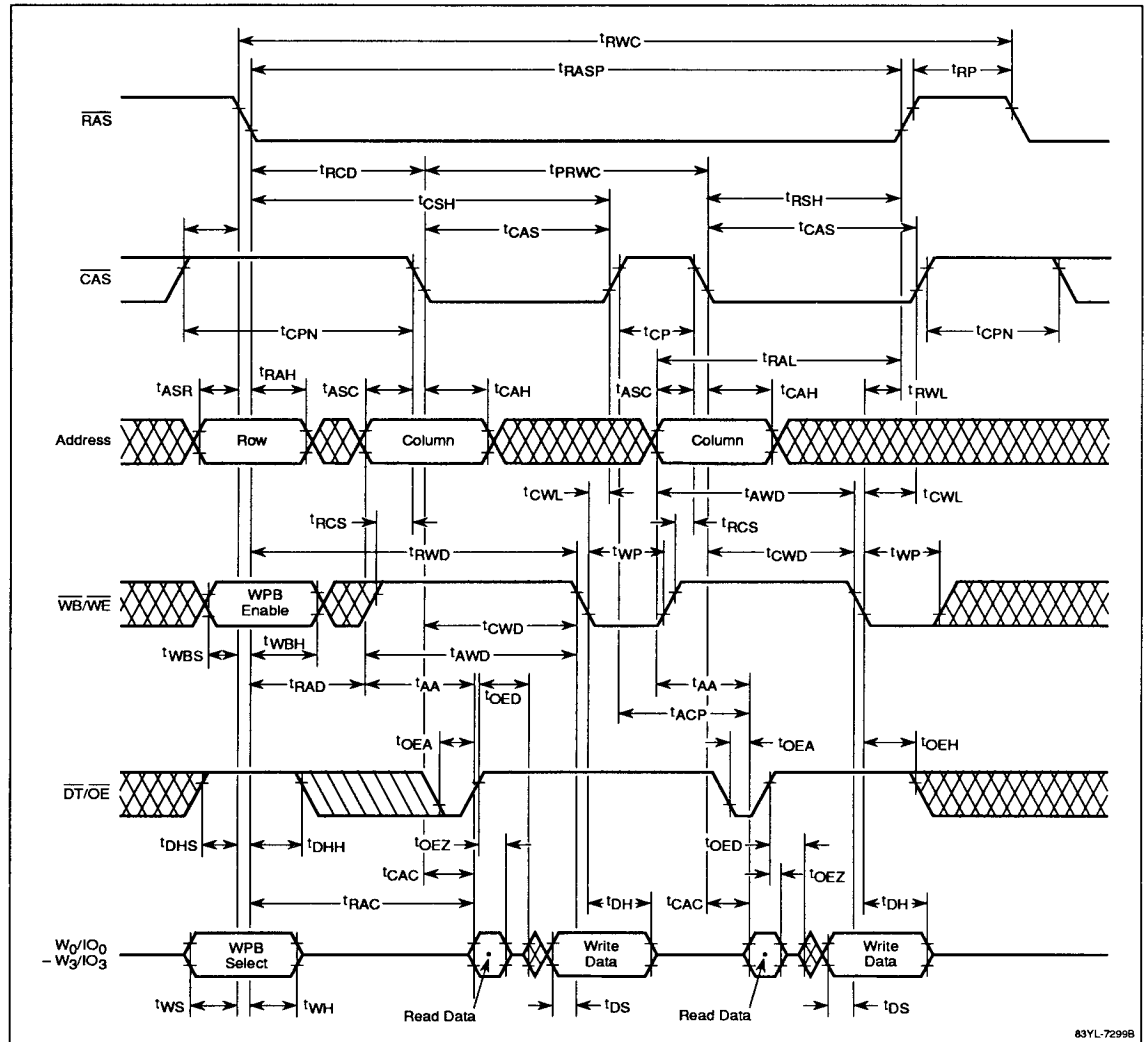 tRWC
tRASP
tRP
RAS
tRCD
tPRWC
tCSH
tRSH
tCAS
tCAS
CAS
tCPN
tCP
tCPN
tRAL
tASR
tRAH
tASC
tCAH
tASC
tCAH
tRWL
Address
Row
Column
Column
tCWL
tAWD
tCWL
tRCS
tRCS
tRWD
tWP
tCWD
tWP
WB/WE
WPB
Enable
tWBS
tWBH
tCWD
tAWD
tRAD
tAA
tOED
tAA
tACP
tOEA
tOEA
tOEH
DT/OE
tDHS
tDHH
tOEZ
tOED
tOEZ
tCAC
tRAC
tDH
tCAC
tDH
W0/IO0
– W3/IO3
WPB
Select
Write
Data
Write
Data
tWS
tWH
Read Data
tDS
Read Data
tDS
83YL-7299B